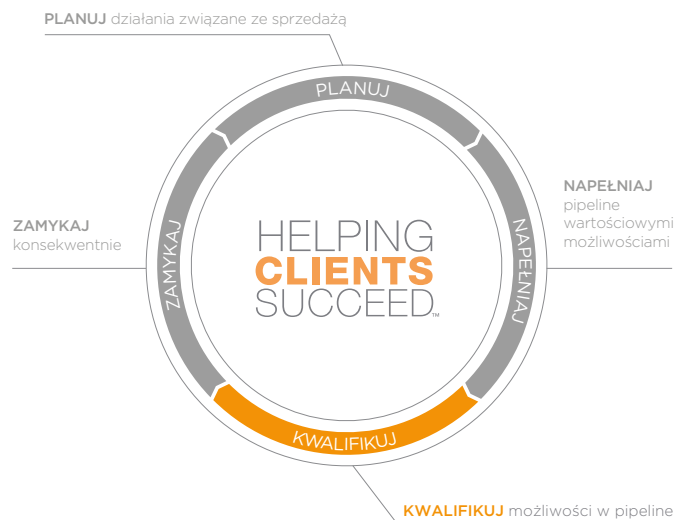 PLANUJ działania związane ze sprzedażą
PLANUJ
NAPEŁNIAJ
pipeline
wartościowymi
możliwościami
NAPEŁNIAJ
ZAMYKAJ
konsekwentnie
ZAMYKAJ
HELPING
CLIENTS
SUCCEED™
KWALIFIKUJ
KWALIFIKUJ możliwości w pipeline